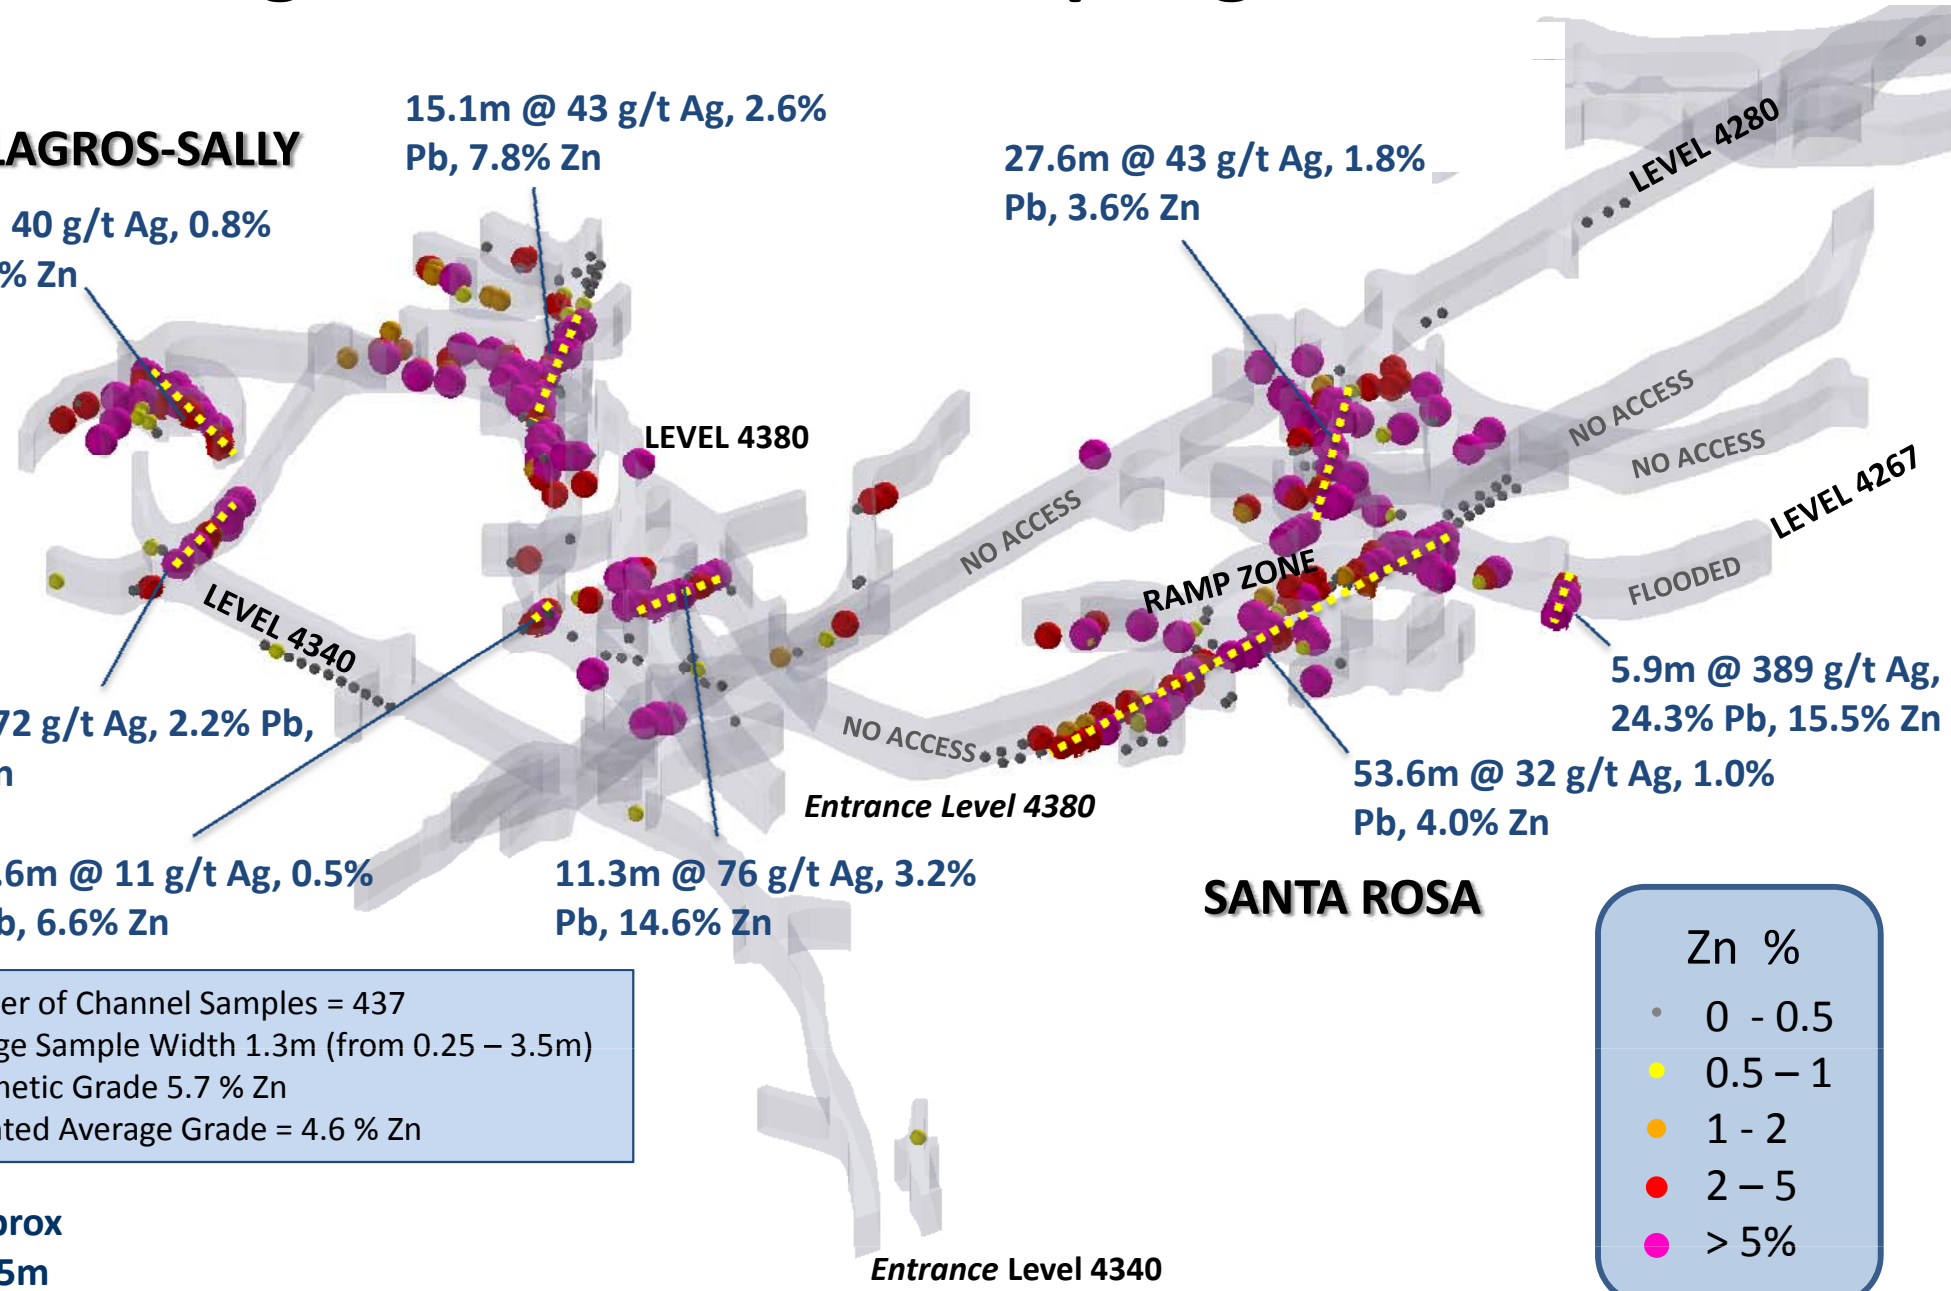 LAGROS-SALLY
15.1m @ 43 g/t Ag, 2.6%
Pb, 7.8% Zn
27.6m @ 43 g/t Ag, 1.8%
Pb, 3.6% Zn
40 g/t Ag, 0.8%
% Zn
LEVEL 4280
LEVEL 4380
NO ACCESS
NO ACCESS
LEVEL 4267
NO ACCESS
RAMP ZONE
FLOODED
LEVEL 4340
5.9m @ 389 g/t Ag,
24.3% Pb, 15.5% Zn
72 g/t Ag, 2.2% Pb,
n
NO ACCESS
53.6m @ 32 g/t Ag, 1.0%
Pb, 4.0% Zn
Entrance Level 4380
.6m @ 11 g/t Ag, 0.5%
b, 6.6% Zn
11.3m @ 76 g/t Ag, 3.2%
Pb, 14.6% Zn
SANTA ROSA
er of Channel Samples = 437
ge Sample Width 1.3m (from 0.25 – 3.5m)
netic Grade 5.7 % Zn
ted Average Grade = 4.6 % Zn
Zn %
0 - 0.5
0.5 – 1
1 - 2
2 – 5
> 5%
prox
5m
Entrance Level 4340